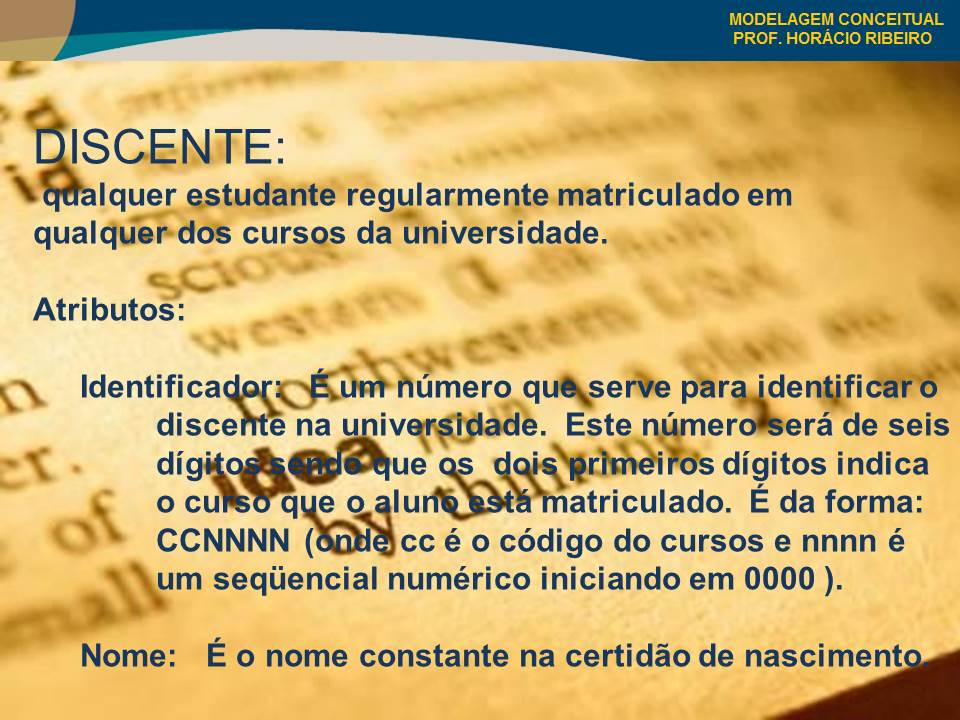 MODELAGEM CONCEITUAL
PROF. HORÁCIO RIBEIRO
DISCENTE:
qualquer estudante regularmente matriculado em
qualquer dos cursos da universidade.
Atributos:
Identificador: É um número que serve para identificar o
discente na universidade. Este número será de seis
dígitos sendo que os dois primeiros dígitos indica
o curso que o aluno está matriculado. É da forma:
CCNNNN (onde cc é o código do cursos e nnnn é
um seqüencial numérico iniciando em 0000 ).
Nome: É o nome constante na certidão de nascimento.